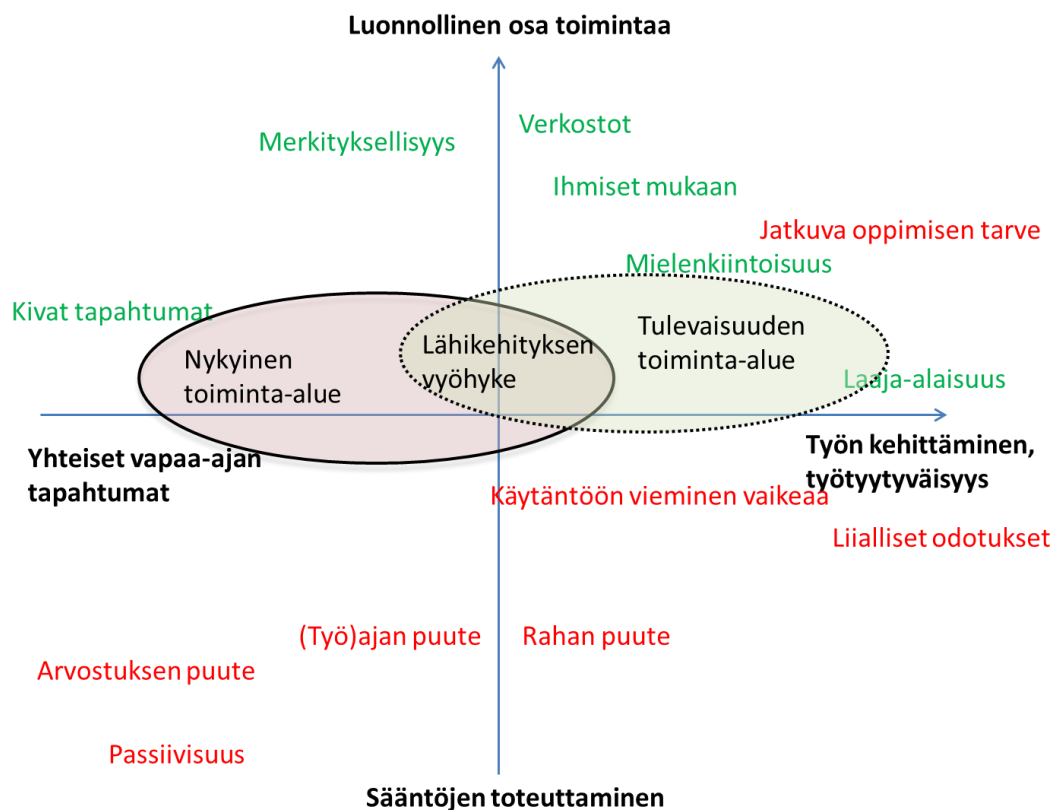 Luonnollinen osa toimintaa
Verkostot
Merkityksellisyys
Ihmiset mukaan
Jatkuva oppimisen tarve
Mielenkiintoisuus
Kivat tapahtumat
Nykyinen
toiminta-alue
Lähikehityksen
vyöhyke
Tulevaisuuden
toiminta-alue
Laaja-alaisuus
Yhteiset vapaa-ajan
tapahtumat
Työn kehittäminen,
työtyytyväisyys
Käytäntöön vieminen vaikeaa
Liialliset odotukset
(Työ)ajan puute
Rahan puute
Arvostuksen puute
Passiivisuus
Sääntöjen toteuttaminen